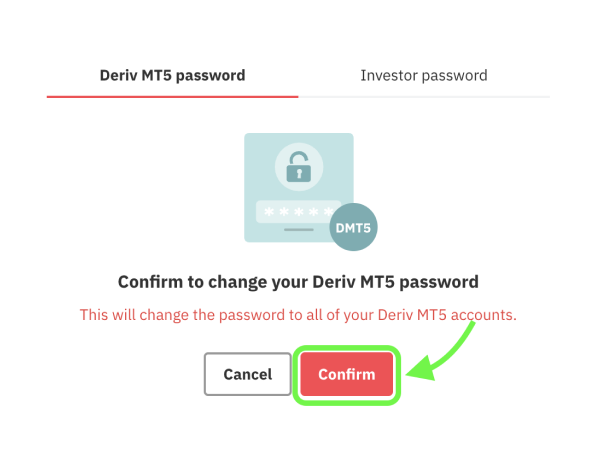 Deriv MT5 password
Investor password
*****
DMT5
Confirm to change your Deriv MT5 password
This will change the password to all of your Deriv MT5 accounts.
Cancel
Confirm